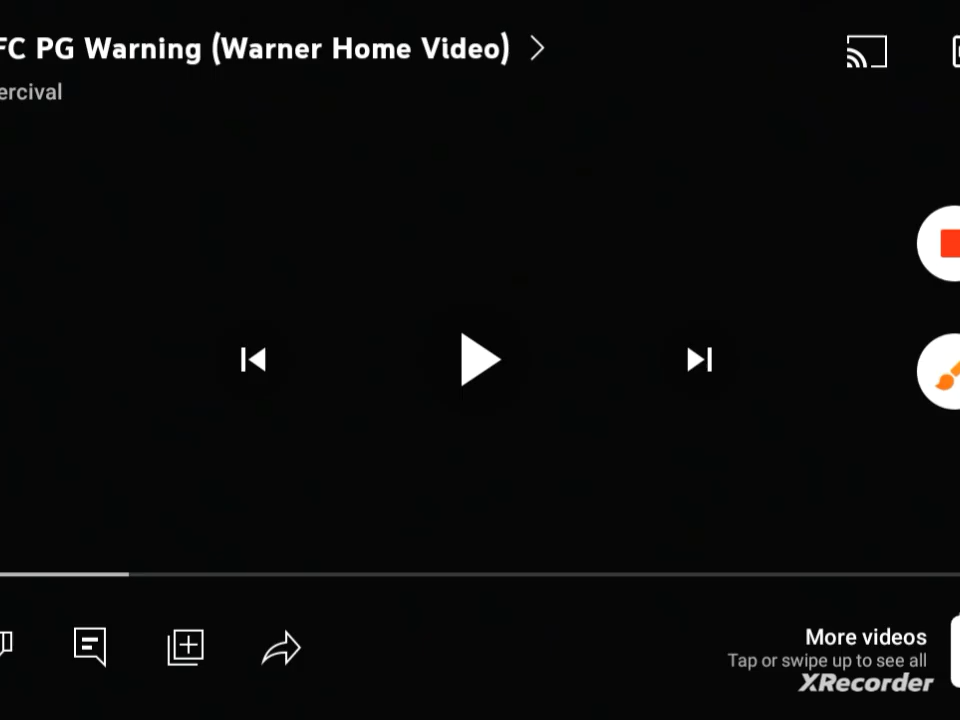 FC PG Warning (Warner Home Video)
ercival
More videos
Tap or swipe up to see all
XRecorder